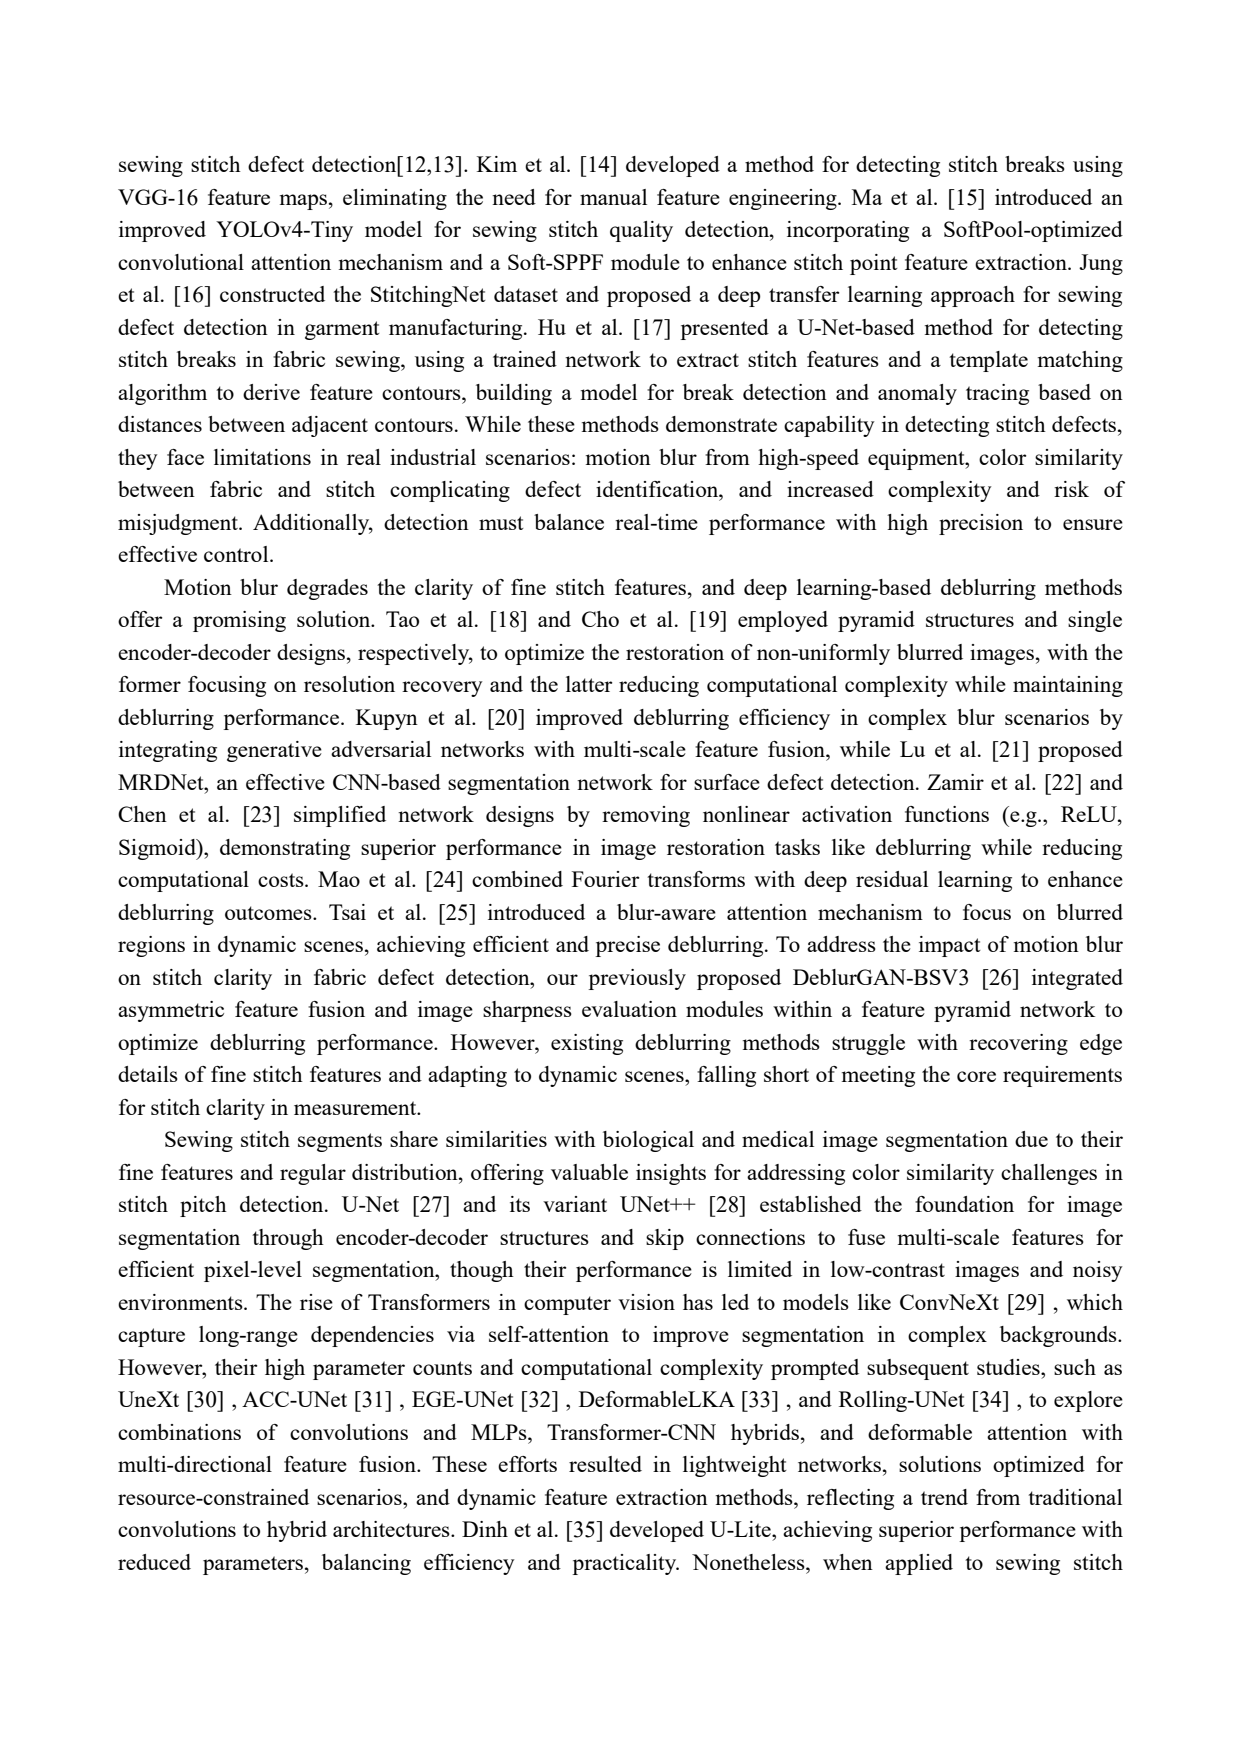 sewing stitch defect detection[12,13]. Kim et al. [14] developed a method for detecting stitch breaks using
VGG-16 feature maps, eliminating the need for manual feature engineering. Ma et al. [15] introduced an
improved YOLOv4-Tiny model for sewing stitch quality detection, incorporating a SoftPool-optimized
convolutional attention mechanism and a Soft-SPPF module to enhance stitch point feature extraction. Jung
et al. [16] constructed the StitchingNet dataset and proposed a deep transfer learning approach for sewing
defect detection in garment manufacturing. Hu et al. [17] presented a U-Net-based method for detecting
stitch breaks in fabric sewing, using a trained network to extract stitch features and a template matching
algorithm to derive feature contours, building a model for break detection and anomaly tracing based on
distances between adjacent contours. While these methods demonstrate capability in detecting stitch defects,
they face limitations in real industrial scenarios: motion blur from high-speed equipment, color similarity
between fabric and stitch complicating defect identification, and increased complexity and risk of
misjudgment. Additionally, detection must balance real-time performance with high precision to ensure
effective control.
Motion blur degrades the clarity of fine stitch features, and deep learning-based deblurring methods
offer a promising solution. Tao et al. [18] and Cho et al. [19] employed pyramid structures and single
encoder-decoder designs, respectively, to optimize the restoration of non-uniformly blurred images, with the
former focusing on resolution recovery and the latter reducing computational complexity while maintaining
deblurring performance. Kupyn et al. [20] improved deblurring efficiency in complex blur scenarios by
integrating generative adversarial networks with multi-scale feature fusion, while Lu et al. [21] proposed
MRDNet, an effective CNN-based segmentation network for surface defect detection. Zamir et al. [22] and
Chen et al. [23] simplified network designs by removing nonlinear activation functions (e.g., ReLU,
Sigmoid), demonstrating superior performance in image restoration tasks like deblurring while reducing
computational costs. Mao et al. [24] combined Fourier transforms with deep residual learning to enhance
deblurring outcomes. Tsai et al. [25] introduced a blur-aware attention mechanism to focus on blurred
regions in dynamic scenes, achieving efficient and precise deblurring. To address the impact of motion blur
on stitch clarity in fabric defect detection, our previously proposed DeblurGAN-BSV3 [26] integrated
asymmetric feature fusion and image sharpness evaluation modules within a feature pyramid network to
optimize deblurring performance. However, existing deblurring methods struggle with recovering edge
details of fine stitch features and adapting to dynamic scenes, falling short of meeting the core requirements
for stitch clarity in measurement.
Sewing stitch segments share similarities with biological and medical image segmentation due to their
fine features and regular distribution, offering valuable insights for addressing color similarity challenges in
stitch pitch detection. U-Net [27] and its variant UNet++ [28] established the foundation for image
segmentation through encoder-decoder structures and skip connections to fuse multi-scale features for
efficient pixel-level segmentation, though their performance is limited in low-contrast images and noisy
environments. The rise of Transformers in computer vision has led to models like ConvNeXt [29] , which
capture long-range dependencies via self-attention to improve segmentation in complex backgrounds.
However, their high parameter counts and computational complexity prompted subsequent studies, such as
UneXt [30] , ACC-UNet [31] , EGE-UNet [32] , DeformableLKA [33] , and Rolling-UNet [34] , to explore
combinations of convolutions and MLPs, Transformer-CNN hybrids, and deformable attention with
multi-directional feature fusion. These efforts resulted in lightweight networks, solutions optimized for
resource-constrained scenarios, and dynamic feature extraction methods, reflecting a trend from traditional
convolutions to hybrid architectures. Dinh et al. [35] developed U-Lite, achieving superior performance with
reduced parameters, balancing efficiency and practicality. Nonetheless, when applied to sewing stitch